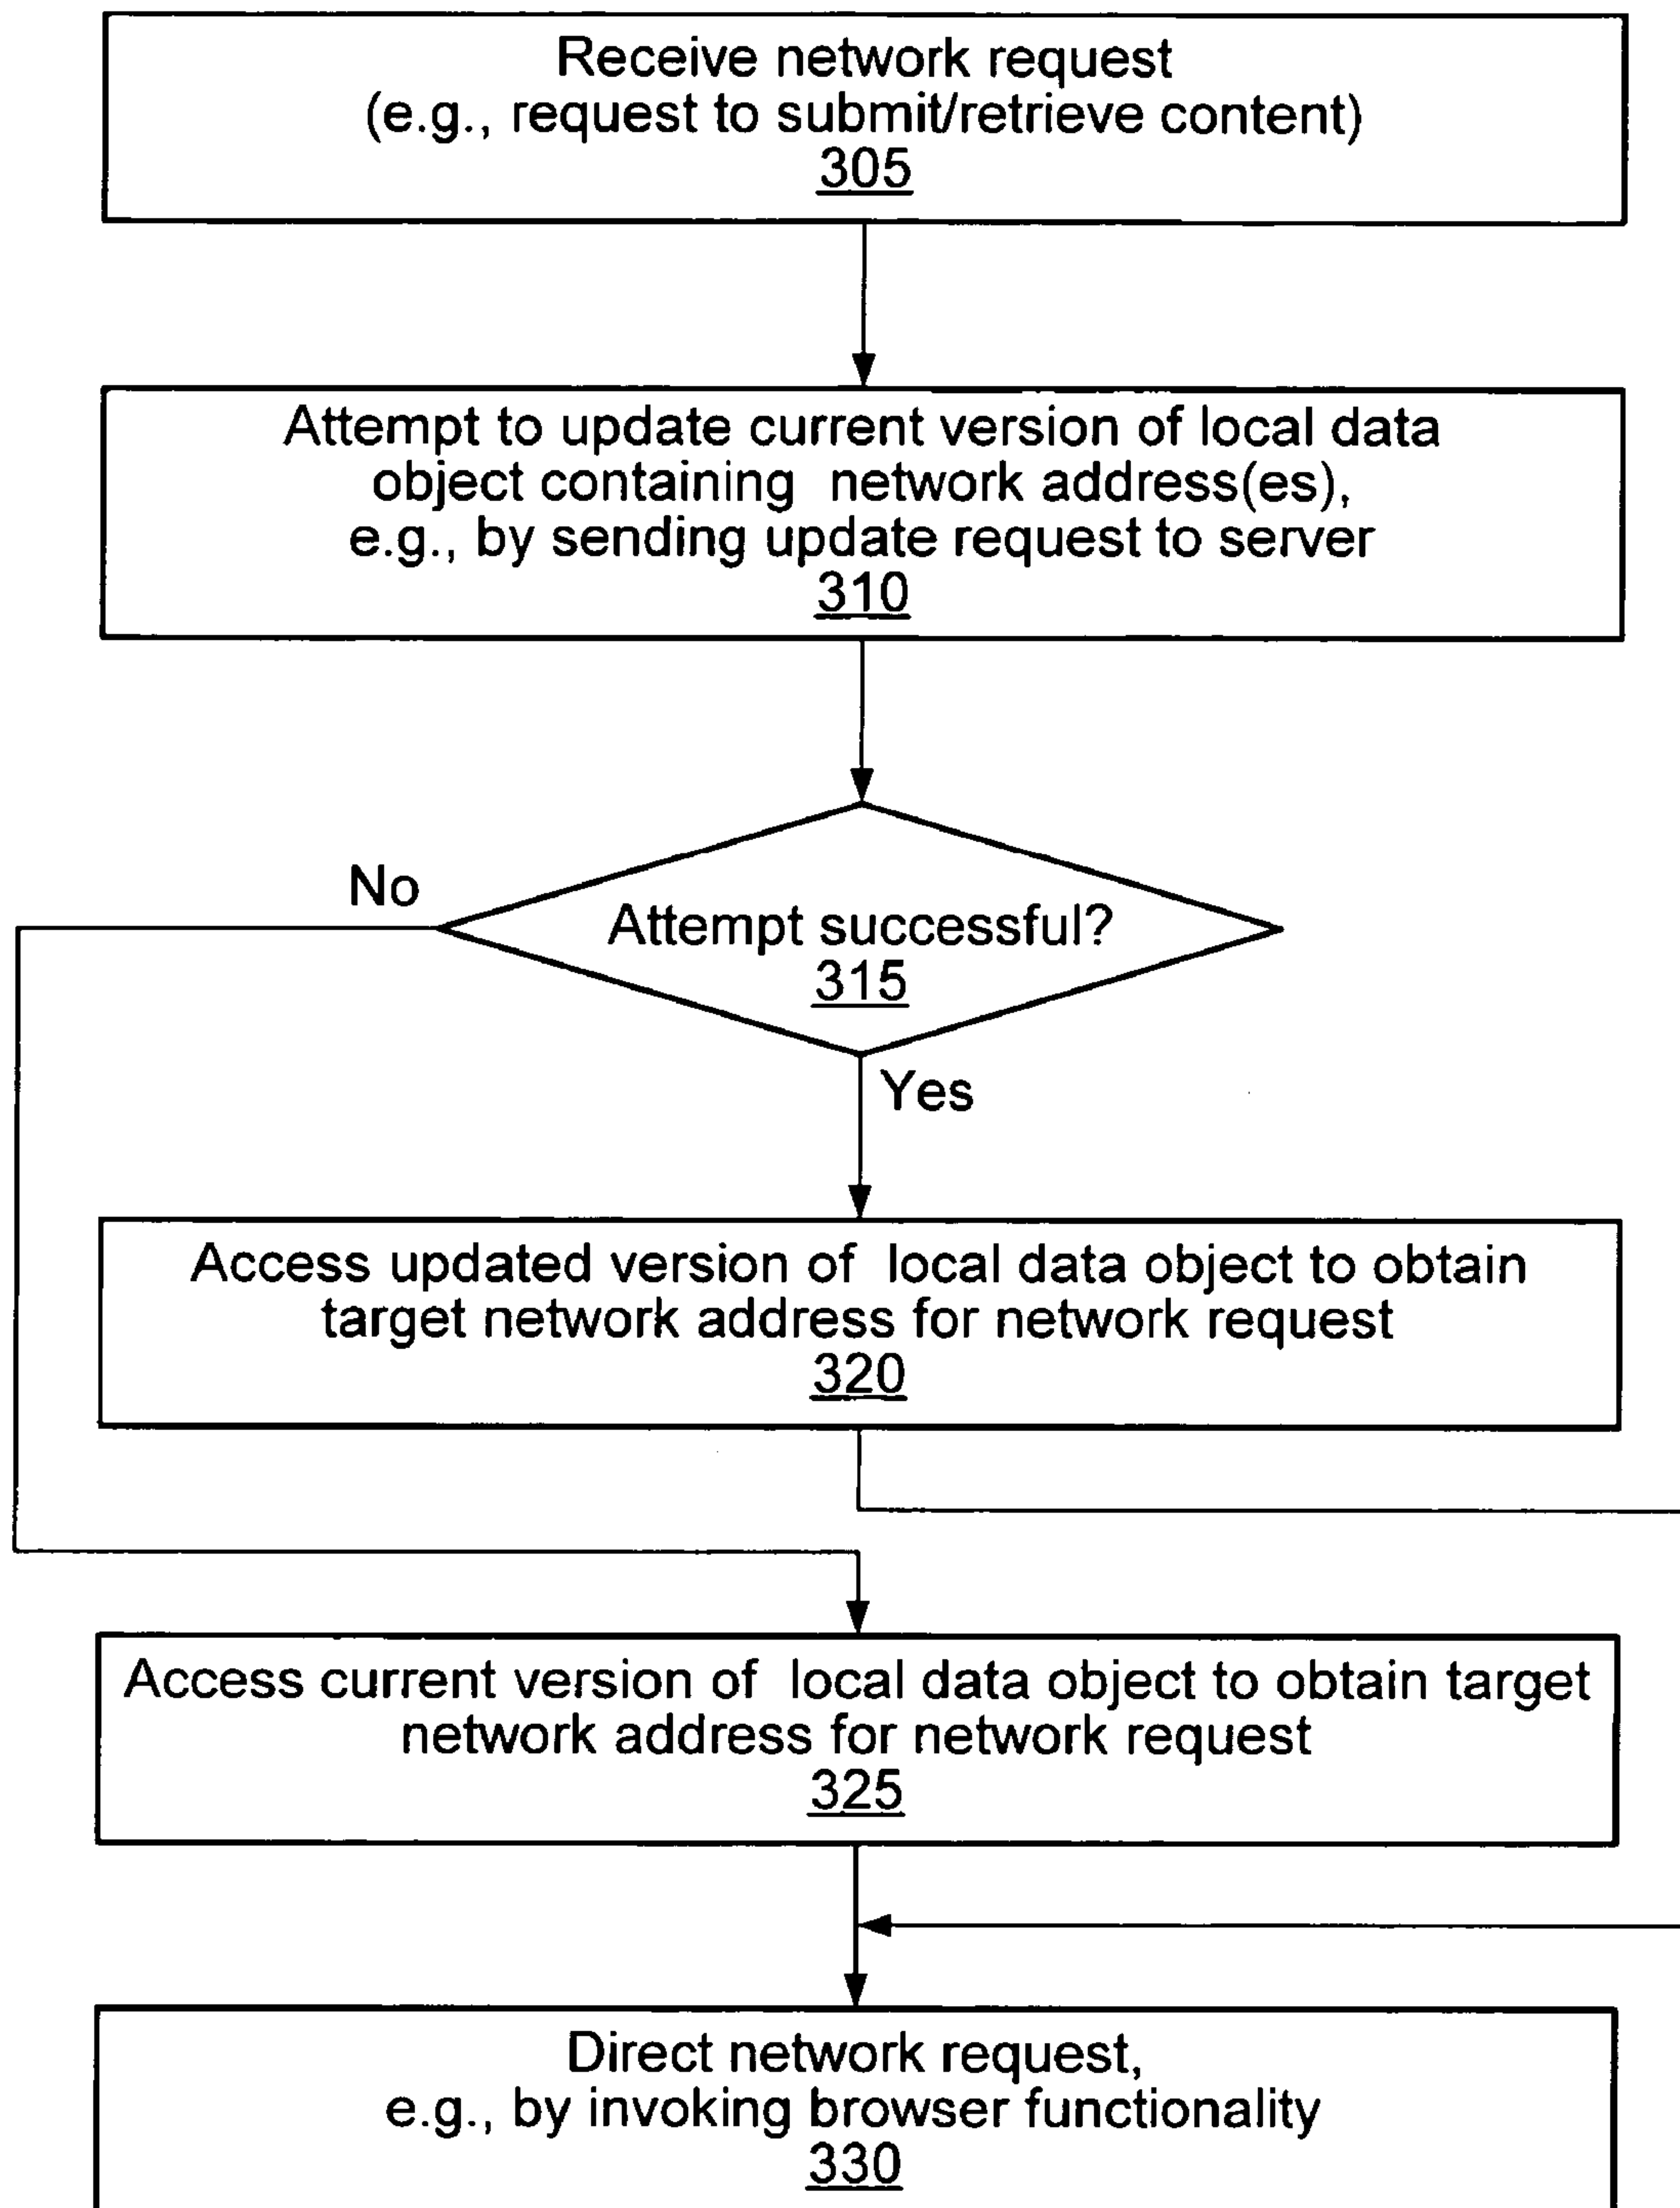 Receive network request
(e.g., request to submit/retrieve content)
305
Attempt to update current version of local data
object containing network address(es),
e.g., by sending update request to server
310
No
Attempt successful?
315
Yes
Access updated version of local data object to obtain
target network address for network request
320
Access current version of local data object to obtain target
network address for network request
325
Direct network request,
e.g., by invoking browser functionality
330